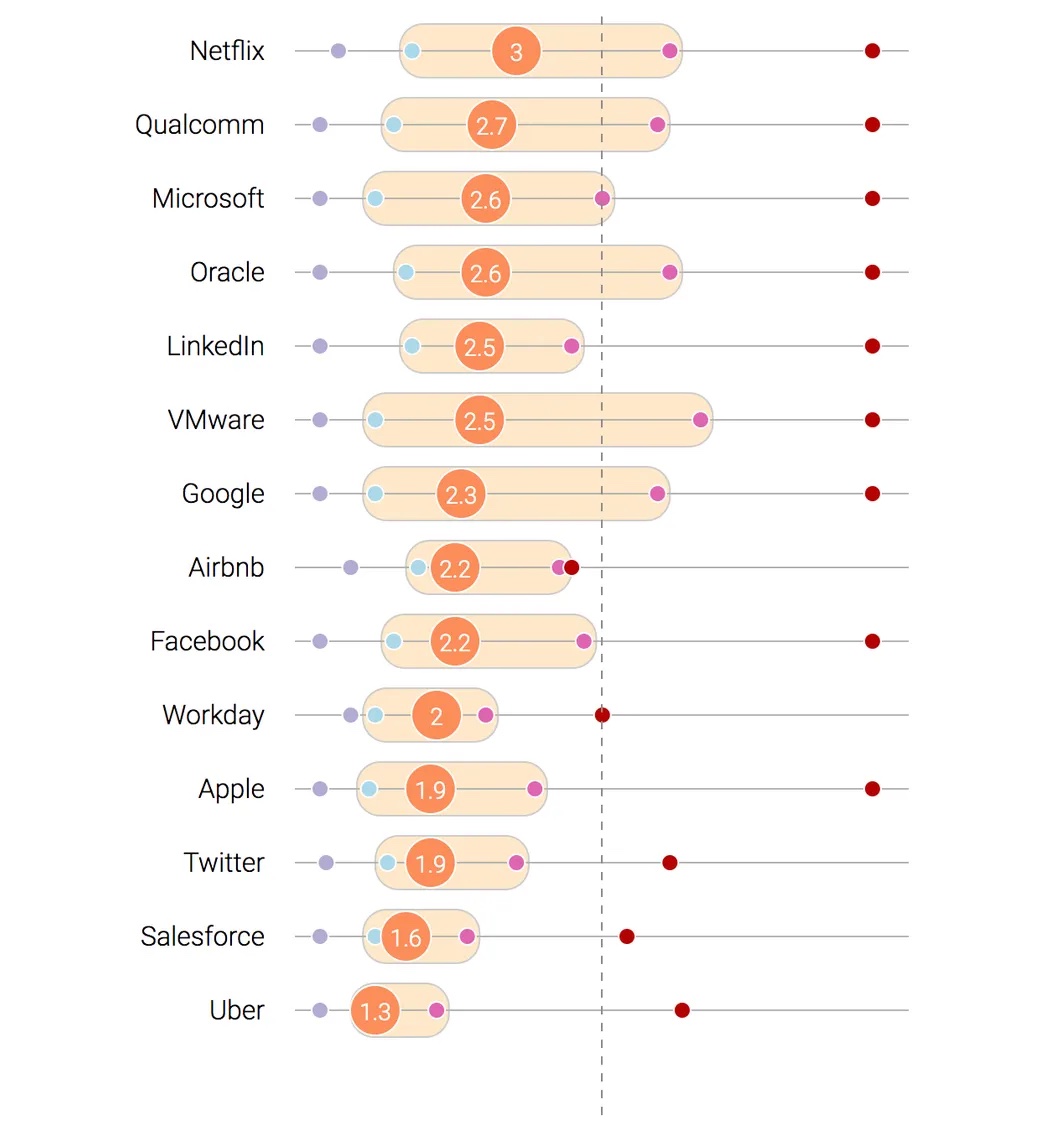 Netflix 3
Qualcomm 2.7
Microsoft 2.6
Oracle 2.6
LinkedIn 2.5
VMware 2.5
Google 2.3
Airbnb 2.2
Facebook 2.2
Workday 2
Apple 1.9
Twitter 1.9
Salesforce 1.6
Uber 1.3